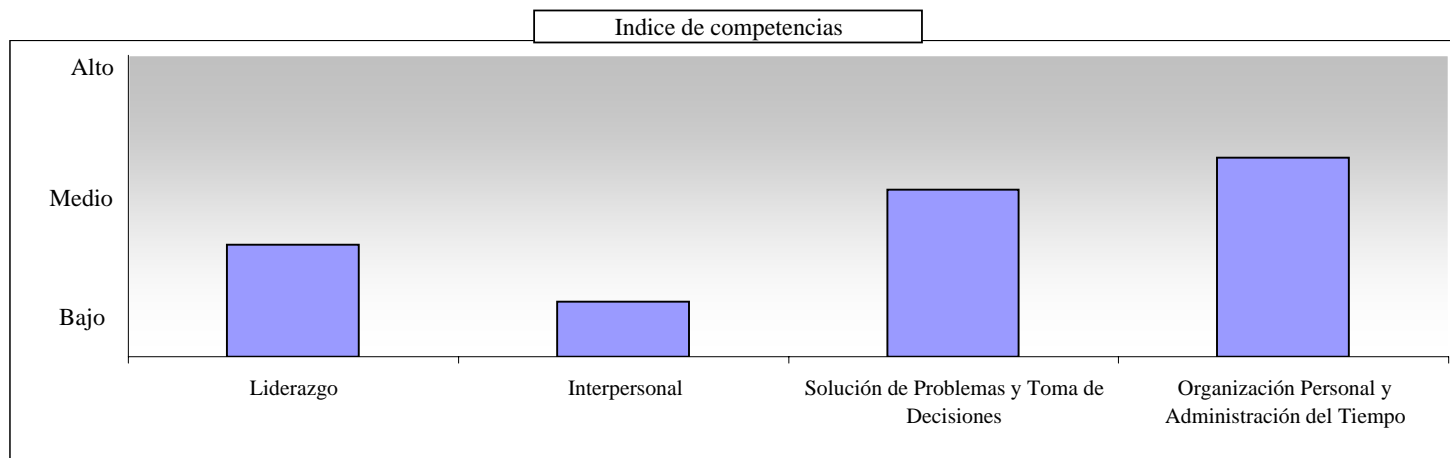 Indice de competencias
Alto
Medio
Bajo
Liderazgo
Interpersonal
Solución de Problemas y Toma de
Decisiones
Organización Personal y
Administración del Tiempo